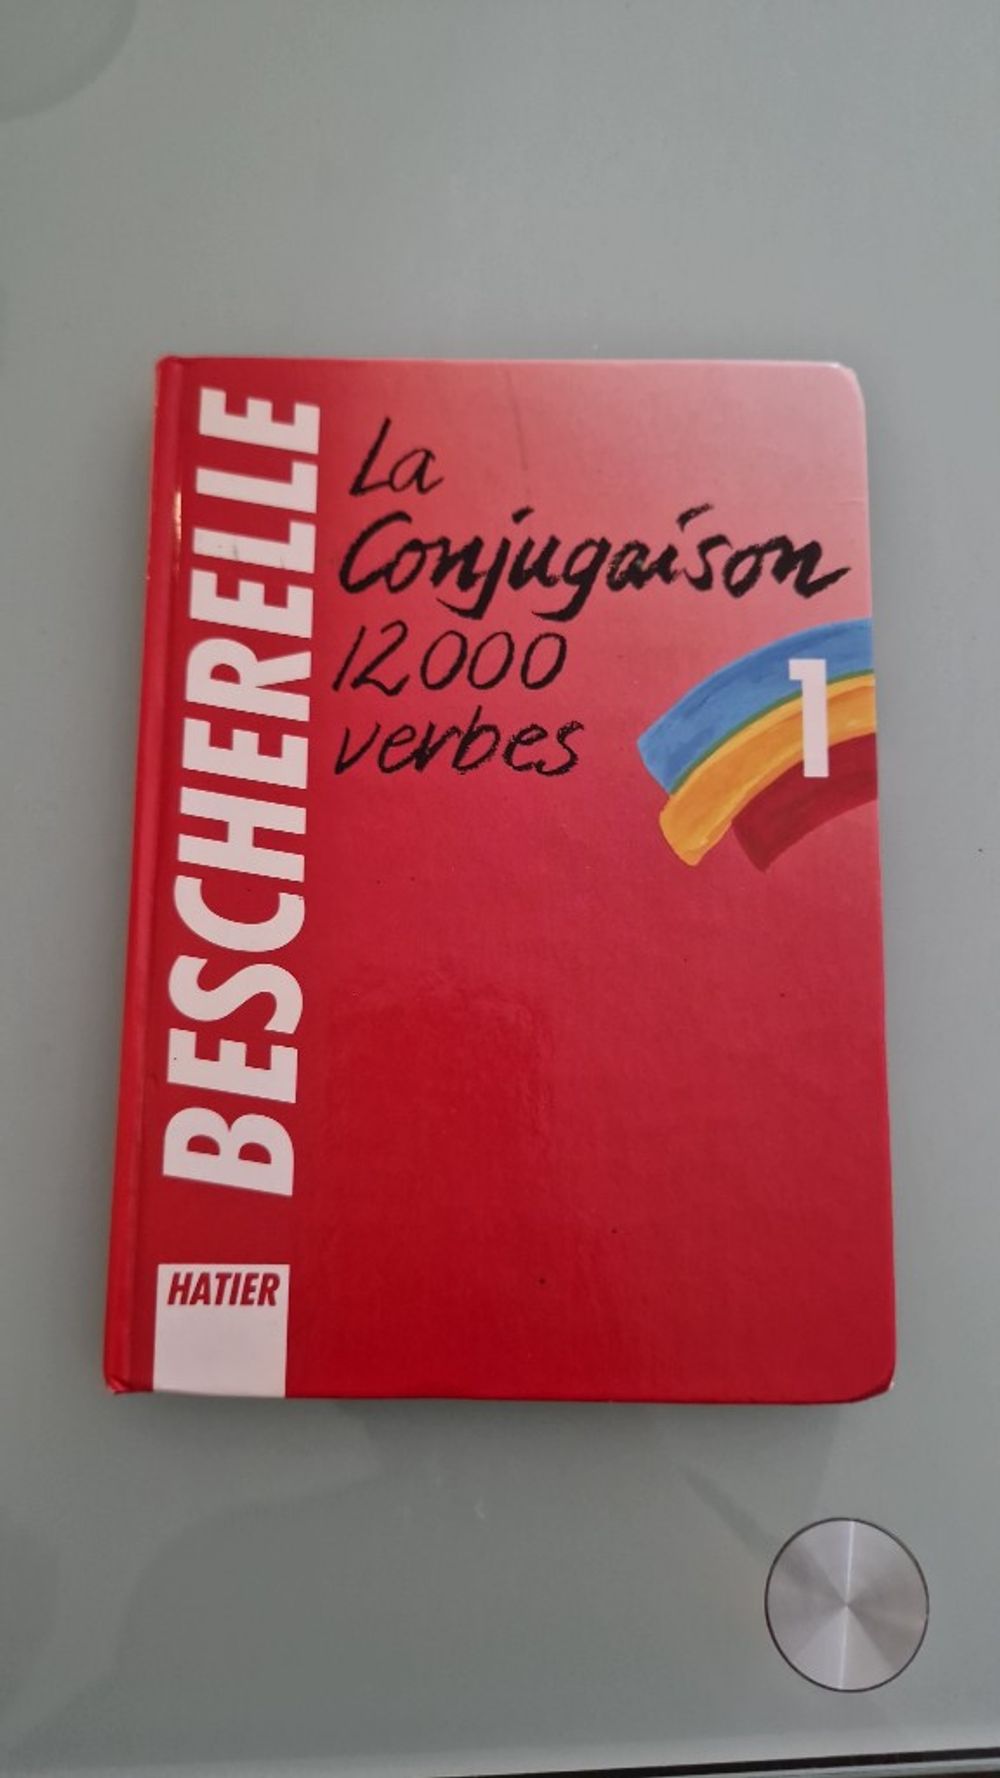 BESCHERELLE
La
Conjugaison
12000
verbes
1
HATIER